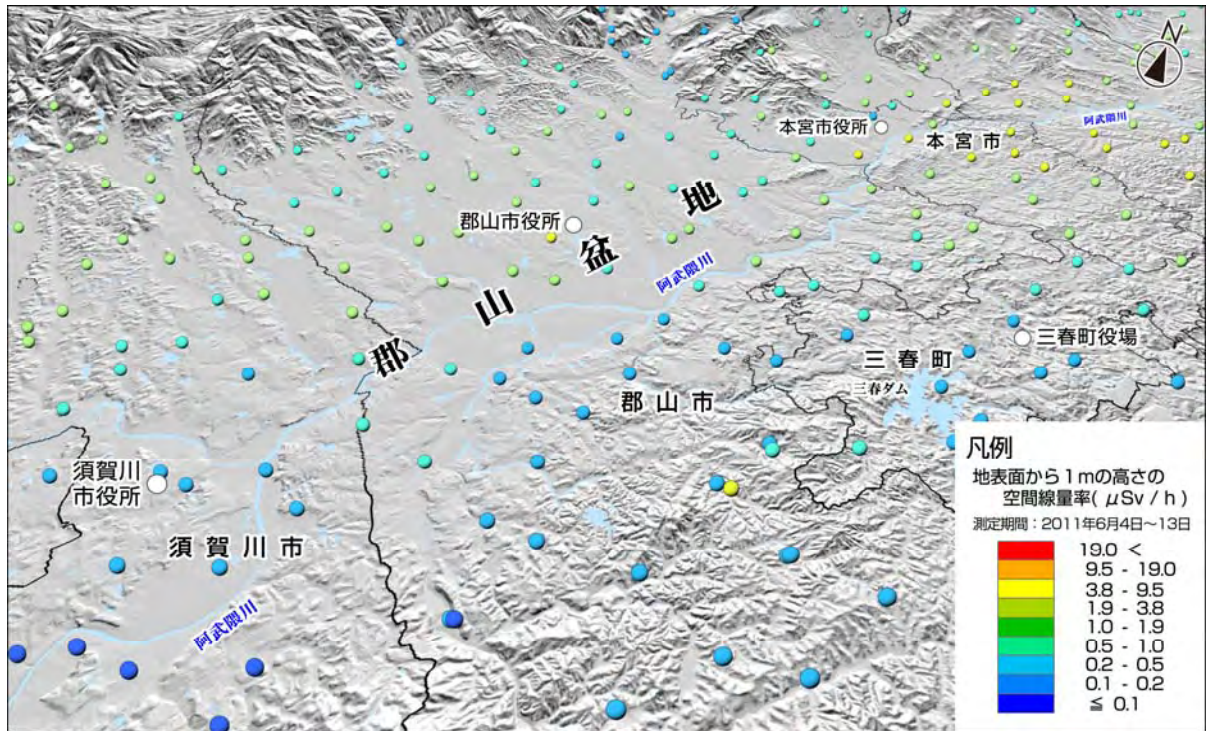 N
阿武隈川
本宮市役所
本宮市
郡山市役所
郡山盆地
阿武隈川
三春町役場
三春町
三春ダム
郡山市
須賀川
市役所
須賀川市
阿武隈川
凡例
地表面から1mの高さの
空間線量率(μSv/h)
測定期間:2011年6月4日~13日
19.0 <
9.5 - 19.0
3.8 - 9.5
1.9 - 3.8
1.0 - 1.9
0.5 - 1.0
0.2 - 0.5
0.1 - 0.2
≦ 0.1